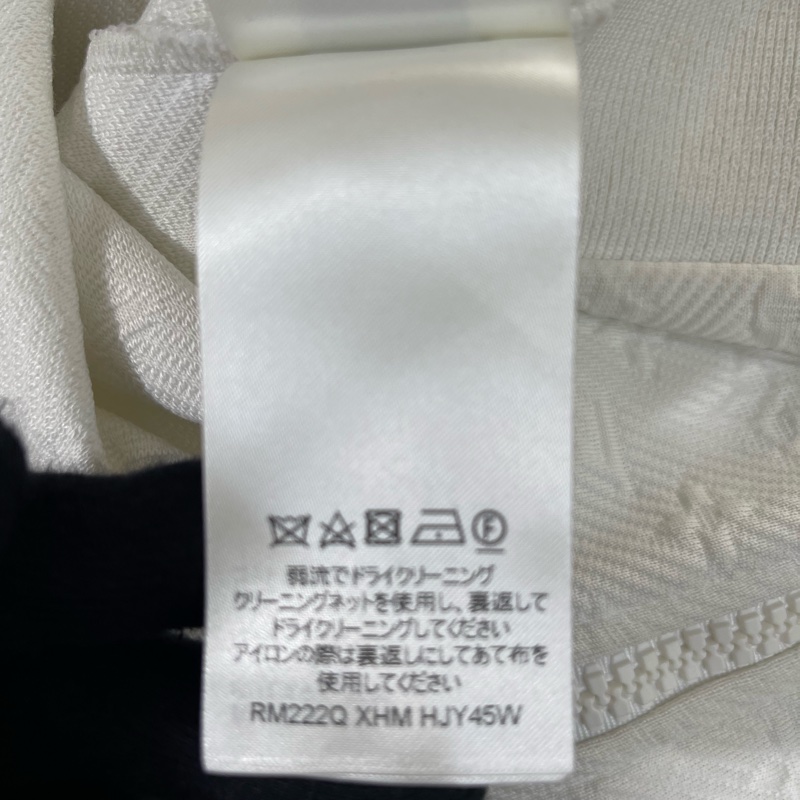 F
弱流でドライクリーニング
クリーニングネットを使用し、裏返して
ドライクリーニングしてください
アイロンの際は裏返しにしてあて布を
使用してください
RM222Q XHM HJY45W